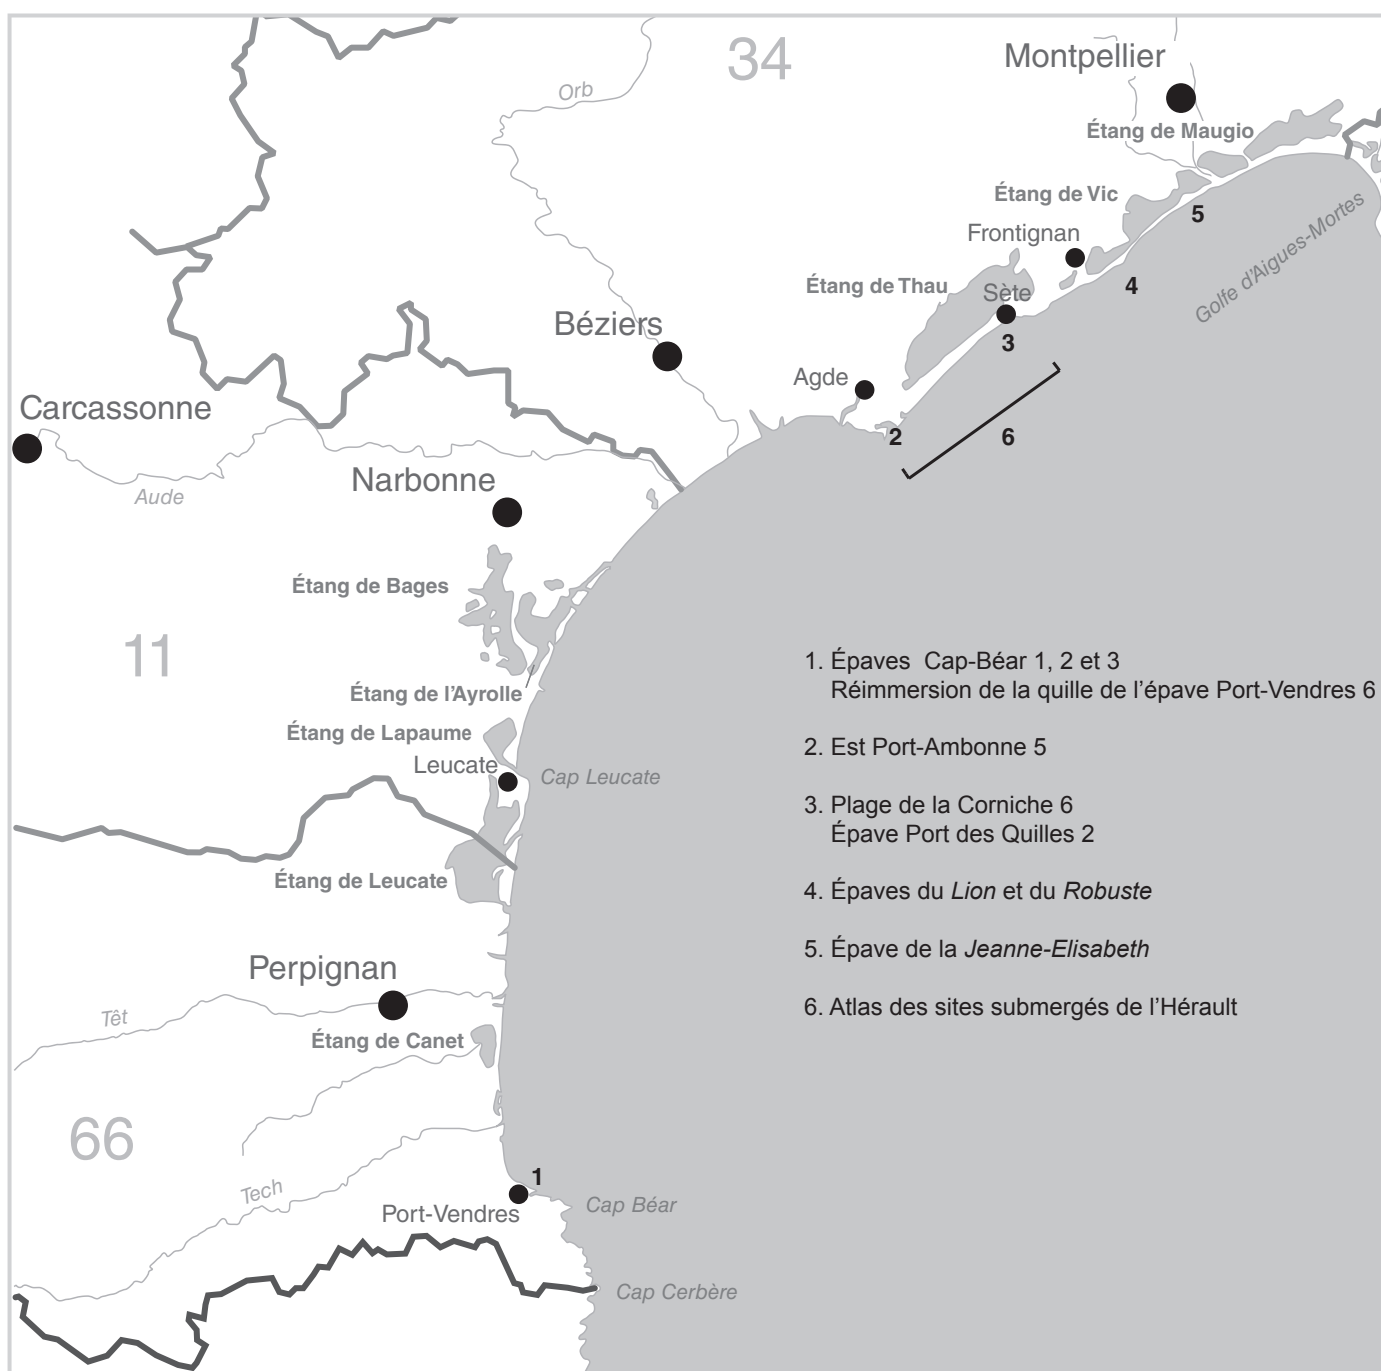 34
Montpellier
Orb
Étang de Maugio
Étang de Vic
5
Golfe d'Aigues-Mortes
Frontignan
Étang de Thau
Sète
4
3
Béziers
Agde
Carcassonne
2
6
Aude
Narbonne
Étang de Bages
11
Étang de l'Ayrolle
Étang de Lapaume
Leucate
Cap Leucate
Étang de Leucate
Perpignan
Têt
Étang de Canet
66
Tech
1
Port-Vendres
Cap Béar
Cap Cerbère
1. Épaves Cap-Béar 1, 2 et 3
Réimmersion de la quille de l'épave Port-Vendres 6
2. Est Port-Ambonne 5
3. Plage de la Corniche 6
Épave Port des Quilles 2
4. Épaves du Lion et du Robuste
5. Épave de la Jeanne-Elisabeth
6. Atlas des sites submergés de l'Hérault